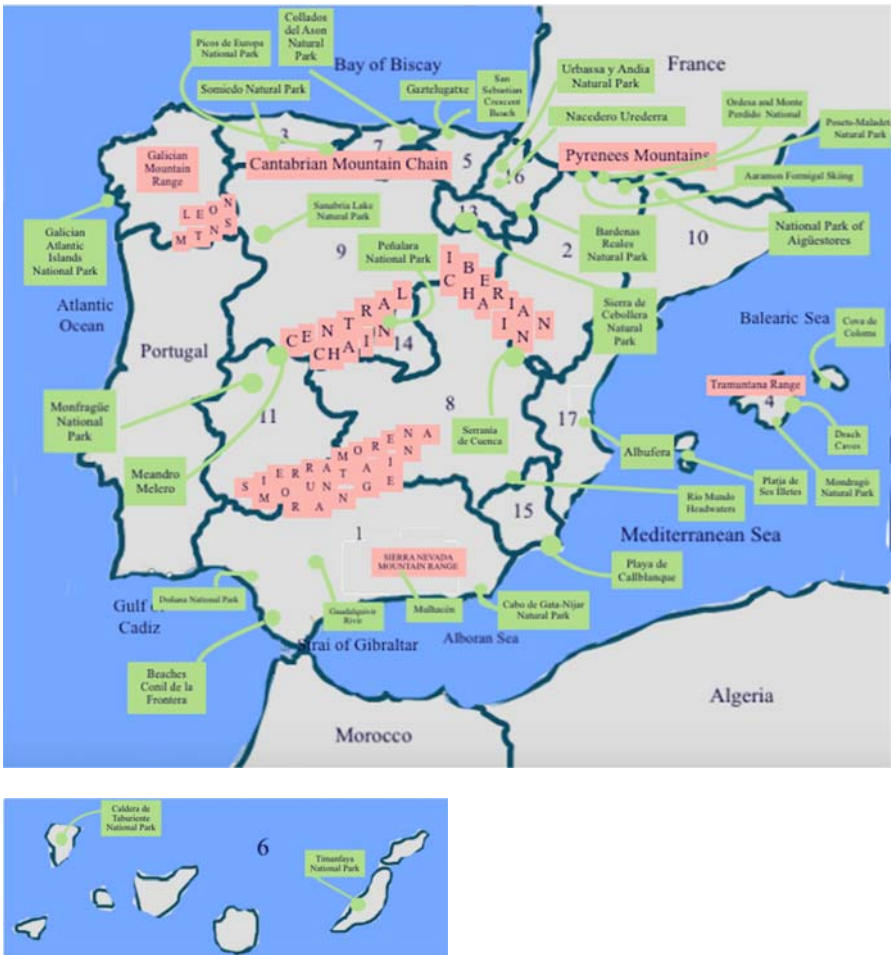 Collados
del Ason
Natural
Park
Picos de Europa
National Park
Bay of Biscay
Somiedo Natural Park
Gaztelugatxe
San
Sebastian
Crescent
Beach
Urbassa y Andia
Natural Park
France
Nacedero Urederra
Ordesa and Monte
Perdido National
Posets-Maladeta
Natural Park
3
7
Galician
Mountain
Range
Cantabrian Mountain Chain
5
16
Pyrenees Mountains
Aaramon Formigal Skiing
LEON
MTNS
Sanabria Lake
Natural Park
13
Galician
Atlantic
Islands
National Park
9
Peñalara
National Park
Bardenas
Reales
Natural Park
2
National Park of
Aigüestores
10
IBERIAN
CHAIN
Atlantic
Ocean
CENTRAL
CHAIN
Sierra de
Cebollera
Natural
Park
Balearic Sea
Cova de
Coloms
Portugal
14
Tramuntana Range
4
Monfragüe
National
Park
11
8
17
Serranía
de Cuenca
Drach
Caves
SIERRA MORENA
MOUNTAIN
RANGE
Meandro
Melero
Albufera
Platja de
Ses Illetes
Mondragó
Natural Park
Río Mundo
Headwaters
15
1
Mediterranean Sea
SIERRA NEVADA
MOUNTAIN RANGE
Playa de
Callblanque
Doñana National Park
Gulf of
Cadiz
Guadalquivir
Rivir
Mulhacén
Cabo de Gata-Nijar
Natural Park
Strai of Gibraltar
Alboran Sea
Beaches
Conil de la
Frontera
Algeria
Morocco
Caldera de
Taburiente
National Park
6
Timanfaya
National Park